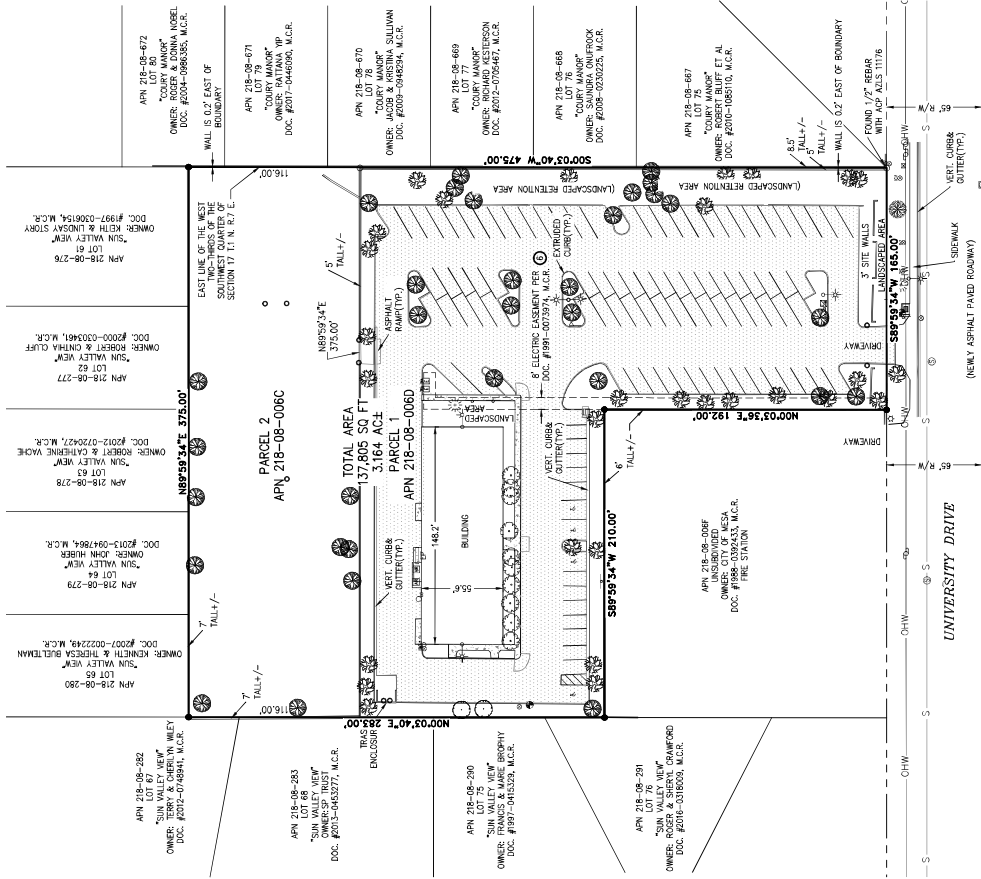 APN 218-08-672
LOT 80
"COURY MANOR"
OWNER: ROGER & DONNA NOBEL
DOC. #2004-0986385, M.C.R.
APN 218-08-671
LOT 79
"COURY MANOR"
OWNER: RATTANA YIP
DOC. #2017-0446090, M.C.R.
APN 218-08-670
LOT 78
"COURY MANOR"
OWNER: JACOB & KRISTINA SULLIVAN
DOC. #2009-0948294, M.C.R.
APN 218-08-669
LOT 77
"COURY MANOR"
OWNER: RICHARD KESTERSON
DOC. #2012-0705467, M.C.R.
APN 218-08-668
LOT 76
"COURY MANOR"
OWNER: SAUNDRA ONUFROCK
DOC. #2008-0230225, M.C.R.
APN 218-08-667
LOT 75
"COURY MANOR"
OWNER: ROBERT BLUFF ET AL
DOC. #2010-1085110, M.C.R.
WALL IS 0.2' EAST OF
BOUNDARY
8.5'
TALL+/-
5'
TALL+/-
WALL IS 0.2' EAST OF BOUNDARY
FOUND 1/2" REBAR
WITH ACP AZLS 11176
65' R/W
OHW
S
S00°03'40"W 475.00'
116.00'
EAST LINE OF THE WEST
TWO-THIRDS OF THE
SOUTHWEST QUARTER OF
SECTION 17 T.1 N. R.7 E.
5'
TALL+/-
(LANDSCAPED RETENTION AREA
(LANDSCAPED RETENTION AREA
VERT. CURB&
GUTTER(TYP.)
SIDEWALK
(NEWLY ASPHALT PAVED ROADWAY)
3' SITE WALLS
LANDSCAPED AREA
S89°59'34"W 165.00'
DRIVEWAY
DRIVEWAY
N89°59'34"E
375.00'
ASPHALT
RAMP(TYP.)
6
EXTRUDED
CURB(TYP.)
8' ELECTRIC EASEMENT PER
DOC. #1991-0073974, M.C.R.
APN 218-08-276
LOT 61
"SUN VALLEY VIEW"
OWNER: KEITH & LINDSAY TORY
DOC. #1997-0306154, M.C.R.
APN 218-08-277
LOT 62
"SUN VALLEY VIEW"
OWNER: ROBERT & CINTHIA CLUFF
DOC. #2000-0303461, M.C.R.
APN 218-08-278
LOT 63
"SUN VALLEY VIEW"
OWNER: ROBERT & CATHERINE VACHE
DOC. #2012-0720427, M.C.R.
APN 218-08-279
LOT 64
"SUN VALLEY VIEW"
OWNER: JOHN HUBER
DOC. #2013-0947864, M.C.R.
APN 218-08-280
LOT 65
"SUN VALLEY VIEW"
OWNER: KENNETH & THERESA BUELTEMAN
DOC. #2007-0022249, M.C.R.
N89°59'34"E 375.00'
PARCEL 2
APN 218-08-006C
TOTAL AREA
137,805 SQ FT
3.164 AC±
PARCEL 1
APN 218-08-006D
LANDSCAPED
AREA
148.2'
55.6'
BUILDING
VERT. CURB&
GUTTER(TYP.)
VERT. CURB&
GUTTER(TYP.)
6'
TALL+/-
N00°03'36"E 192.00'
S89°59'34"W 210.00'
APN 218-08-006F
UNSUBDIVIDED
OWNER: CITY OF MESA
DOC. #1988-0392433, M.C.R.
FIRE STATION
65' R/W
OHW
S
UNIVERSITY DRIVE
7'
TALL+/-
7'
TALL+/-
116.00'
N00°03'40"E 283.00'
TRAS
ENCLOSUR
APN 218-08-282
LOT 67
"SUN VALLEY VIEW"
OWNER: TERRY & CHERILYN WILEY
DOC. #2012-0748941, M.C.R.
APN 218-08-283
LOT 68
"SUN VALLEY VIEW"
OWNER: SP TRUST
DOC. #2013-0453277, M.C.R.
APN 218-08-290
LOT 75
"SUN VALLEY VIEW"
OWNER: FRANCIS & MARIE BROPHY
DOC. #1997-0415329, M.C.R.
APN 218-08-291
LOT 76
"SUN VALLEY VIEW"
OWNER: ROGER & CHERYL CRAWFORD
DOC. #2016-0318009, M.C.R.
OHW
S
OHW
S